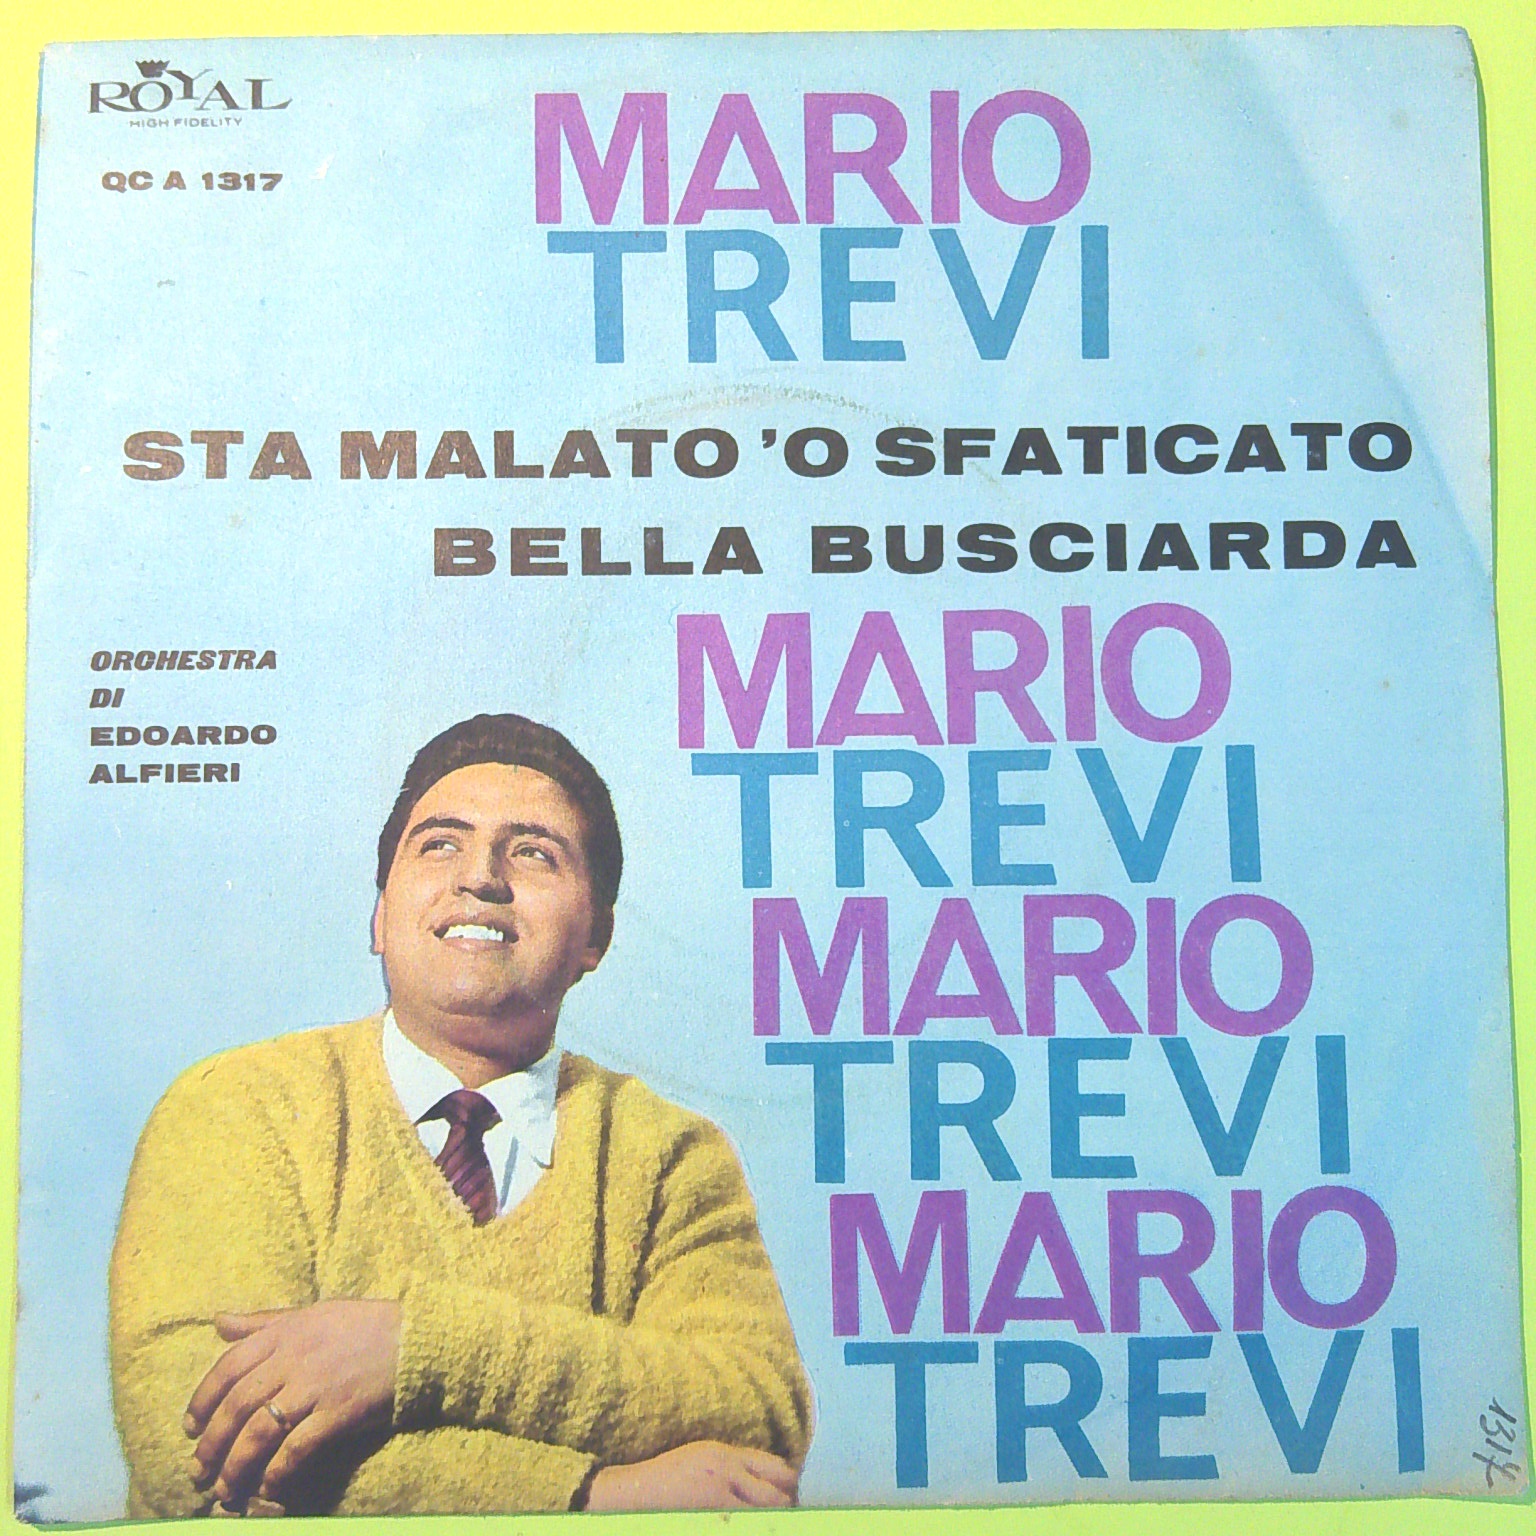 ROYAL
HIGH FIDELITY
QC A 1317
MARIO
TREVI
STA MALATO 'O SFATICATO
BELLA BUSCIARDA
ORCHESTRA
DI
EDOARDO
ALFIERI
MARIO
TREVI
MARIO
TREVI
MARIO
TREVI
1317